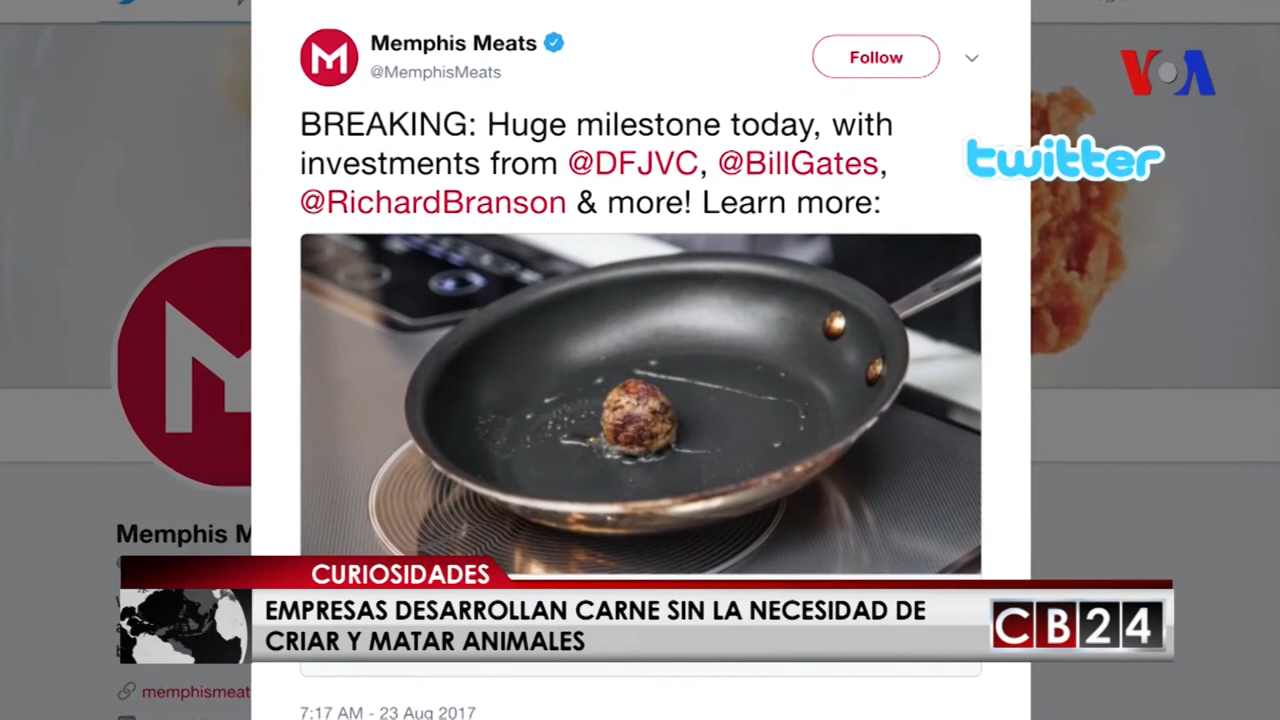 Memphis Meats
@MemphisMeats
Follow
VOA
BREAKING: Huge milestone today, with
investments from @DFJVC, @BillGates,
@RichardBranson & more! Learn more:
twitter
Memphis M
CURIOSIDADES
EMPRESAS DESARROLLAN CARNE SIN LA NECESIDAD DE
CRIAR Y MATAR ANIMALES
CB24
memphismeat
7:17 AM - 23 Aug 2017